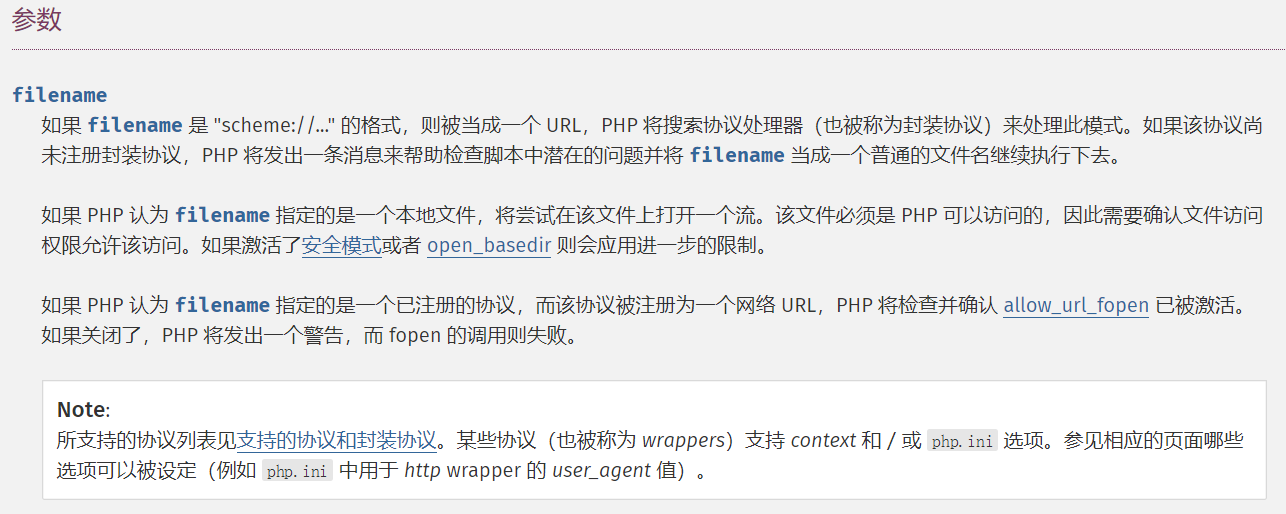 参数
filename
如果 filename 是 "scheme://..." 的格式，则被当成一个 URL，PHP 将搜索协议处理器（也被称为封装协议）来处理此模式。如果该协议尚
未注册封装协议，PHP 将发出一条消息来帮助检查脚本中潜在的问题并将 filename 当成一个普通的文件名继续执行下去。
如果 PHP 认为 filename 指定的是一个本地文件，将尝试在该文件上打开一个流。该文件必须是 PHP 可以访问的，因此需要确认文件访问
权限允许该访问。如果激活了安全模式或者 open_basedir 则会应用进一步的限制。
如果 PHP 认为 filename 指定的是一个已注册的协议，而该协议被注册为一个网络 URL，PHP 将检查并确认 allow_url_fopen 已被激活。
如果关闭了，PHP 将发出一个警告，而 fopen 的调用则失败。
Note:
所支持的协议列表见支持的协议和封装协议。某些协议（也被称为 wrappers）支持 context 和 / 或 php.ini 选项。参见相应的页面哪些
选项可以被设定（例如 php.ini 中用于 http wrapper 的 user_agent 值）。